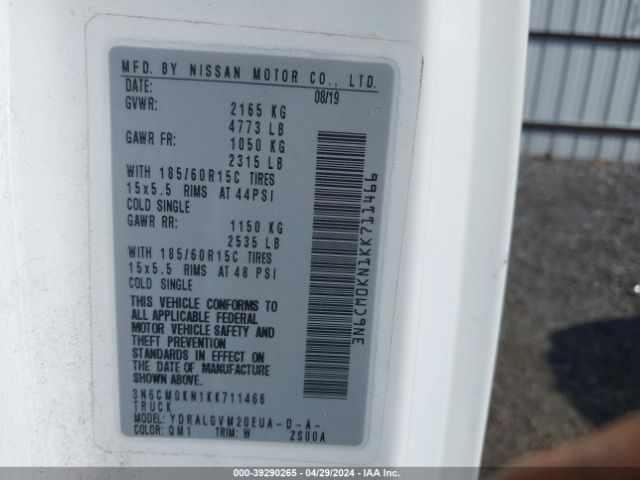 MFD. BY NISSAN MOTOR CO., LTD.
DATE: 08/19
GVWR: 2165 KG
4773 LB
GAWR FR: 1050 KG
2315 LB
WITH 185/60R15C TIRES
15x5.5 RIMS AT 44PSI
COLD SINGLE
GAWR RR: 1150 KG
2535 LB
WITH 185/60R15C TIRES
15x5.5 RIMS AT 48 PSI
COLD SINGLE
THIS VEHICLE CONFORMS TO
ALL APPLICABLE FEDERAL
MOTOR VEHICLE SAFETY AND
THEFT PREVENTION
STANDARDS IN EFFECT ON
THE DATE OF MANUFACTURE
SHOWN ABOVE.
3N6CM0KN1KK711466
TRUCK
MODEL: YDRALGVM20EUA-D-A-
COLOR: QM1 TRIM: W ZS00A
3N6CM0KN1KK711466
000-39290265 - 04/29/2024 - IAAI.COM